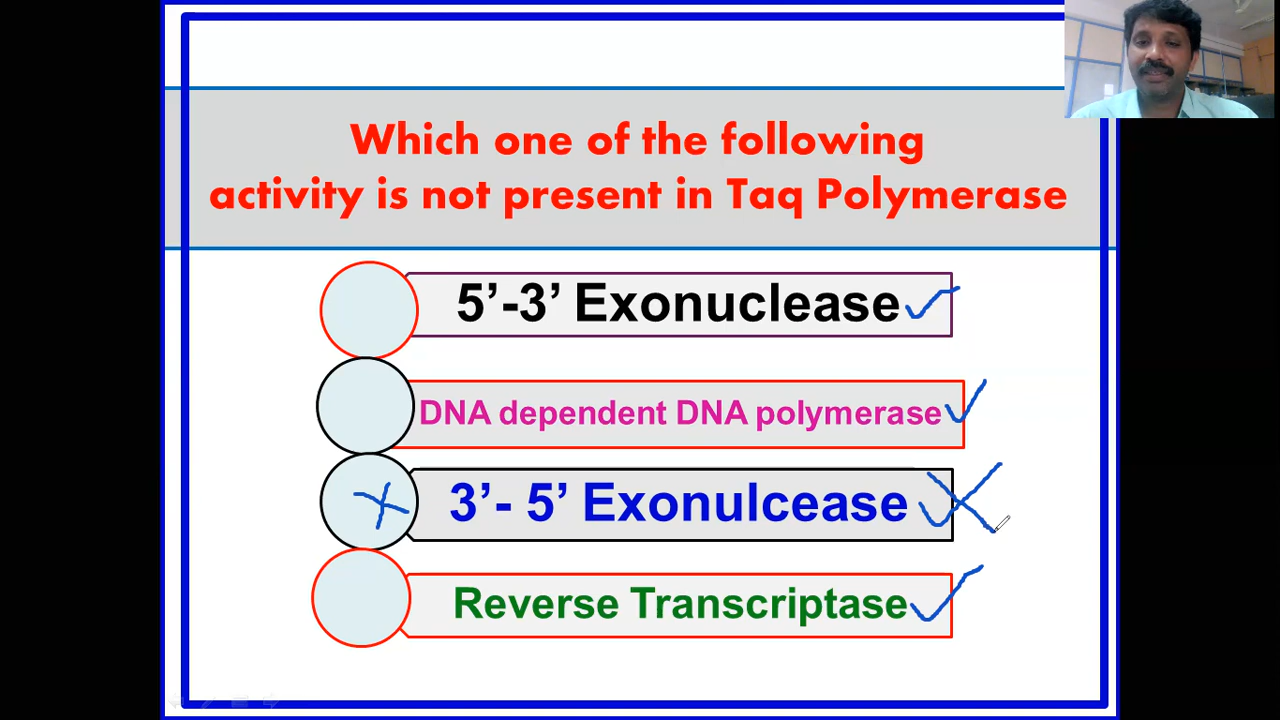 Which one of the following
activity is not present in Taq Polymerase
5’-3’ Exonuclease
DNA dependent DNA polymerase
3’- 5’ Exonulcease
Reverse Transcriptase